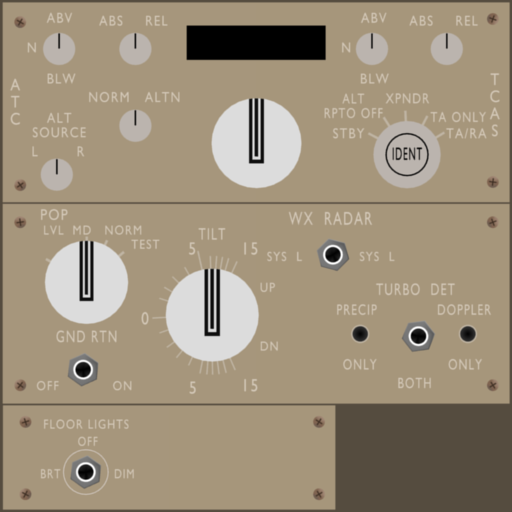 ABV
ABS REL
ABV
ABS REL
N
N
BLW
BLW
ATC
TCAS
NORM ALTN
ALT
SOURCE
L R
ALT
RPTO OFF
XPNDR
TA ONLY
STBY
TA/RA
IDENT
POP
LVL MD NORM
TEST
TILT
5 15
UP
0
DN
5 15
GND RTN
OFF ON
WX RADAR
SYS L SYS L
TURBO DET
PRECIP DOPPLER
ONLY ONLY
BOTH
FLOOR LIGHTS
OFF
BRT DIM